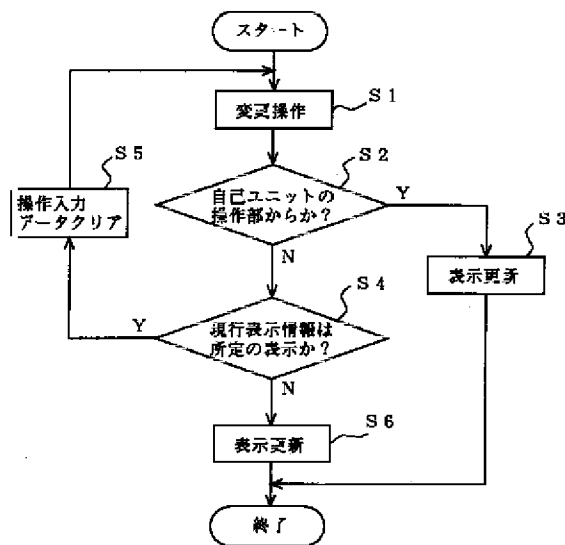 スタート
S1
変更操作
S5
S2
操作入力
データクリア
自己ユニットの
操作部からか?
Y
S3
表示更新
N
S4
Y
現行表示情報は
所定の表示か?
N
S6
表示更新
終了